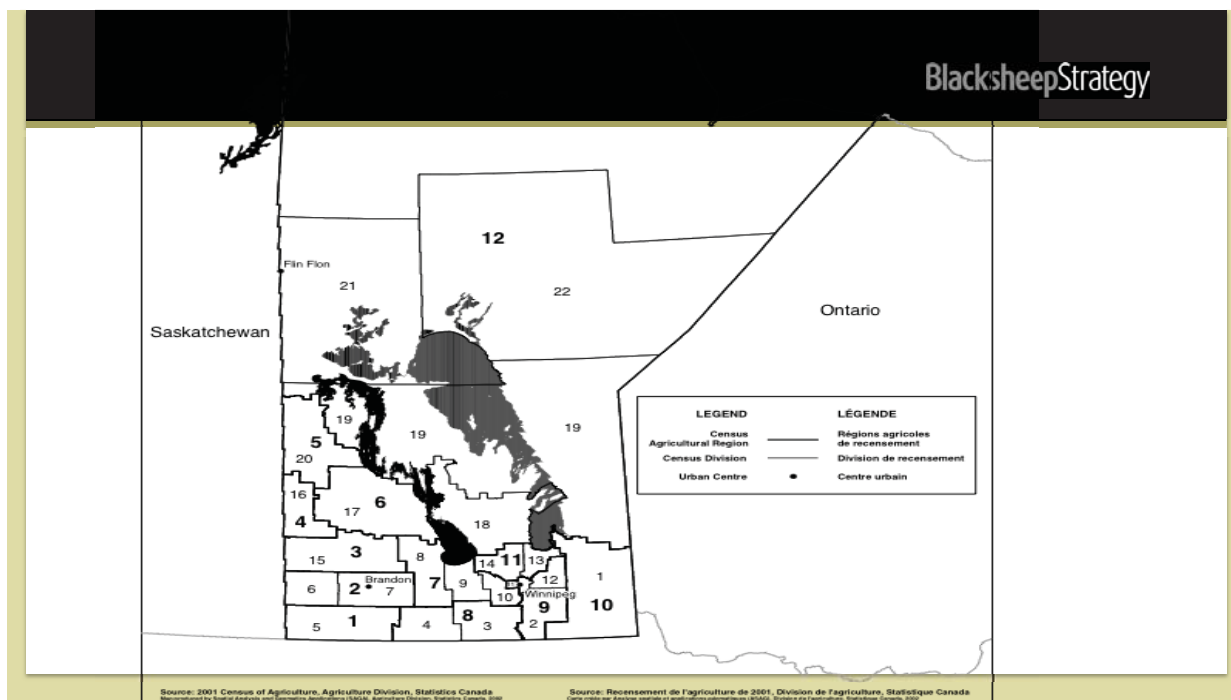 BlacksheepStrategy
12
Flin Flon
21
22
Saskatchewan
Ontario
LEGEND LÉGENDE
Census Agricultural Region
Régions agricoles de recensement
Census Division
Division de recensement
Urban Centre
Centre urbain
19
19
19
5
20
16
4
17
6
18
15
3
8
14
11
13
6
2
Brandon
7
7
9
10
Winnipeg
12
9
1
10
5
1
4
8
3
2
Source: 2001 Census of Agriculture, Agriculture Division, Statistics Canada
Source: Recensement de l'agriculture de 2001, Division de l'agriculture, Statistique Canada